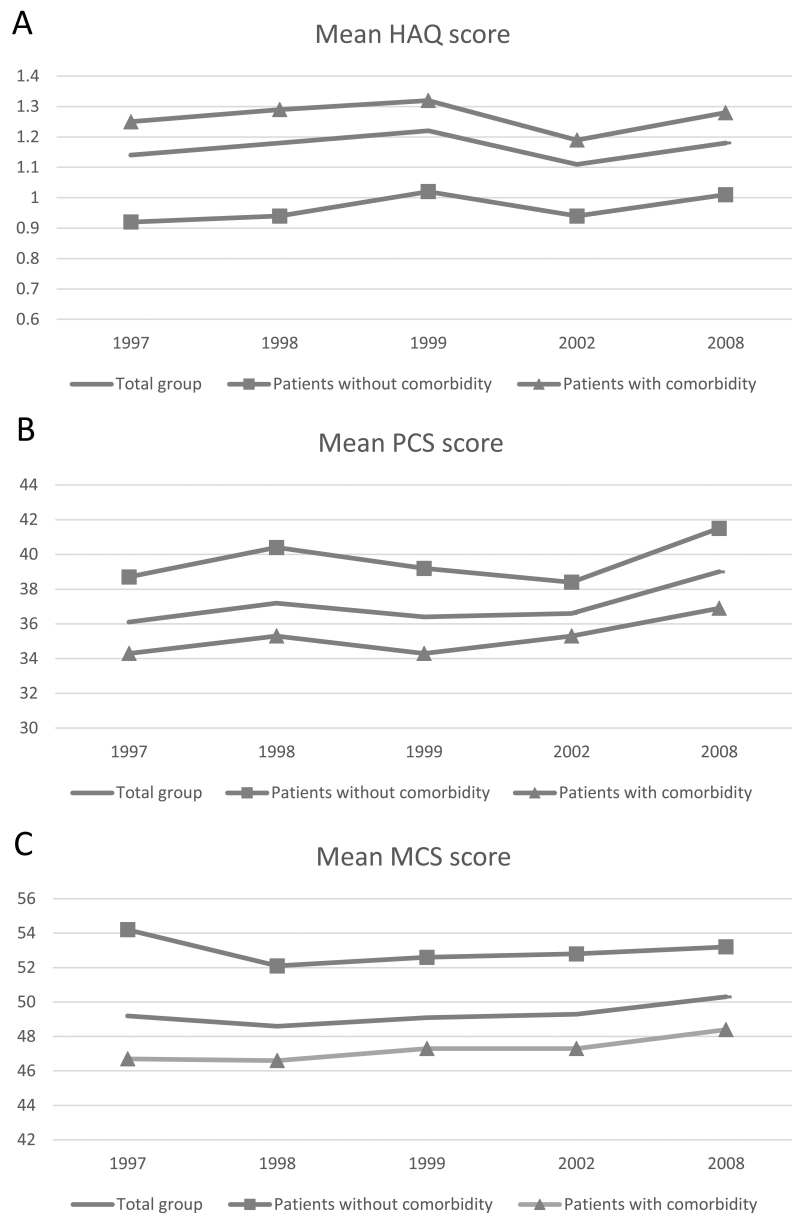 A
Mean HAQ score
1.4
1.3
1.2
1.1
1
0.9
0.8
0.7
0.6
1997 1998 1999 2002 2008
Total group Patients without comorbidity Patients with comorbidity
B
Mean PCS score
44
42
40
38
36
34
32
30
1997 1998 1999 2002 2008
Total group Patients without comorbidity Patients with comorbidity
C
Mean MCS score
56
54
52
50
48
46
44
42
1997 1998 1999 2002 2008
Total group Patients without comorbidity Patients with comorbidity